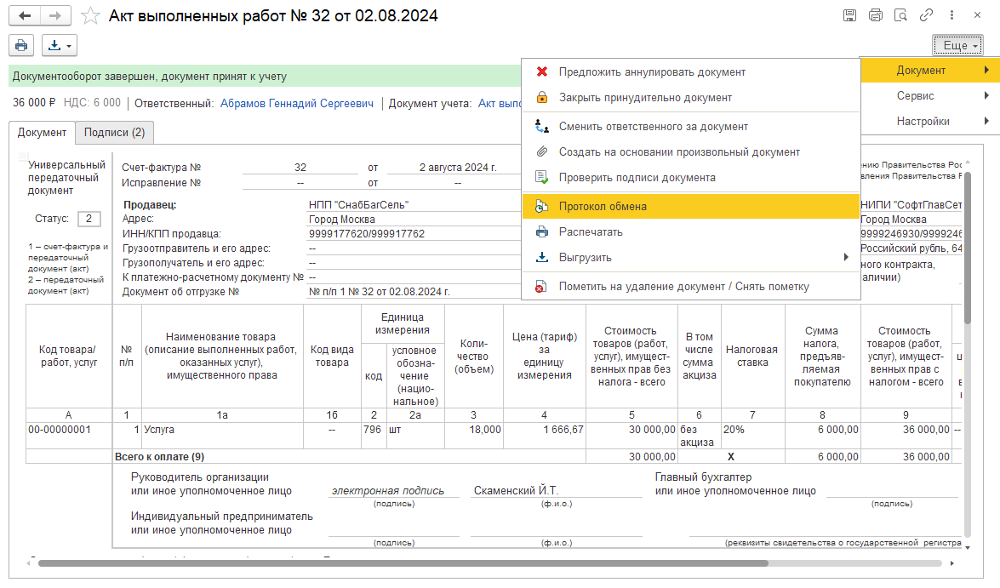 Акт выполненных работ № 32 от 02.08.2024
Еще
Документооборот завершен, документ принят к учету
36 000 ₽ НДС: 6 000 Ответственный: Абрамов Геннадий Сергеевич Документ учета: Акт
Документ
Подписи (2)
Предложить аннулировать документ
Закрыть принудительно документ
Сменить ответственного за документ
Создать на основании произвольный документ
Проверить подписи документа
Протокол обмена
Распечатать
Выгрузить
Пометить на удаление документ / Снять пометку
Документ
Сервис
Настройки
Универсальный
передаточный
документ
Статус: 2
1 – счет-фактура и
передаточный
документ (акт)
2 – передаточный
документ (акт)
Счет-фактура № 32 от 2 августа 2024 г.
Исправление № -- от --
Продавец: НПП "СнабБагСель"
Адрес: Город Москва
ИНН/КПП продавца: 9999177620/999917762
Грузоотправитель и его адрес: --
Грузополучатель и его адрес: --
К платежно-расчетному документу № --
Документ об отгрузке № № п/п 1 № 32 от 02.08.2024 г.
Правительства
Правительства
НИПИ "СофтГлавСет
Город Москва
9999246930/9999246
Российский рубль, 64
ного контракта,
аличии)
Код товара/
работ, услуг
№
п/п
Наименование товара
(описание выполненных работ,
оказанных услуг),
имущественного права
Код вида
товара
Единица
измерения
код
условное
обозна-
чение
(нацио-
нальное)
Коли-
чество
(объем)
Цена (тариф)
за
единицу
измерения
Стоимость
товаров (работ,
услуг), имущест-
венных прав без
налога - всего
В том
числе
сумма
акциза
Налоговая
ставка
Сумма
налога,
предъяв-
ляемая
покупателю
Стоимость
товаров (работ,
услуг), имущест-
венных прав с
налогом - всего
А 1 1а 1б 2 2а 3 4 5 6 7 8 9
00-00000001 1 Услуга -- 796 шт 18,000 1 666,67 30 000,00 без акциза 20% 6 000,00 36 000,00 --
Всего к оплате (9) 30 000,00 Х 6 000,00 36 000,00
Руководитель организации
или иное уполномоченное лицо
электронная подпись
Скаменский Й.Т.
(подпись)
(ф.и.о.)
Главный бухгалтер
или иное уполномоченное лицо
(подпись)
Индивидуальный предприниматель
или иное уполномоченное лицо
(подпись)
(ф.и.о.)
(реквизиты свидетельства о государственной регистра